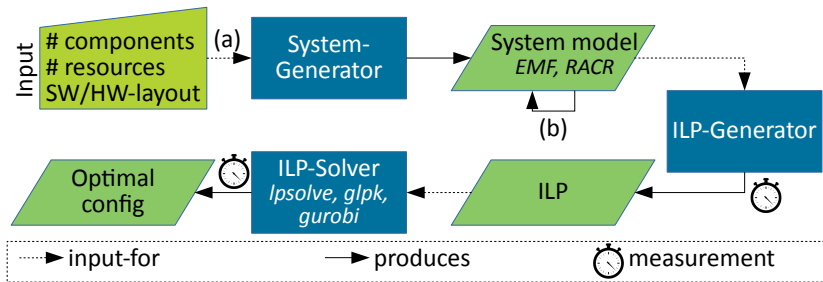 Input
# components
# resources
SW/HW-layout
(a)
System-
Generator
System model
EMF, RACR
(b)
ILP-Generator
ILP
ILP-Solver
lpsolve, glpk,
gurobi
Optimal
config
input-for
produces
measurement